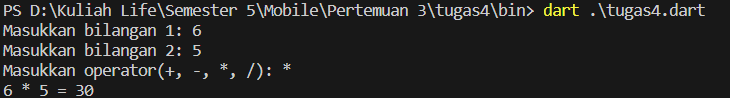 PS D:\Kuliah Life\Semester 5\Mobile\Pertemuan 3\tugas4\bin> dart .\tugas4.dart
Masukkan bilangan 1: 6
Masukkan bilangan 2: 5
Masukkan operator(+, -, *, /): *
6 * 5 = 30